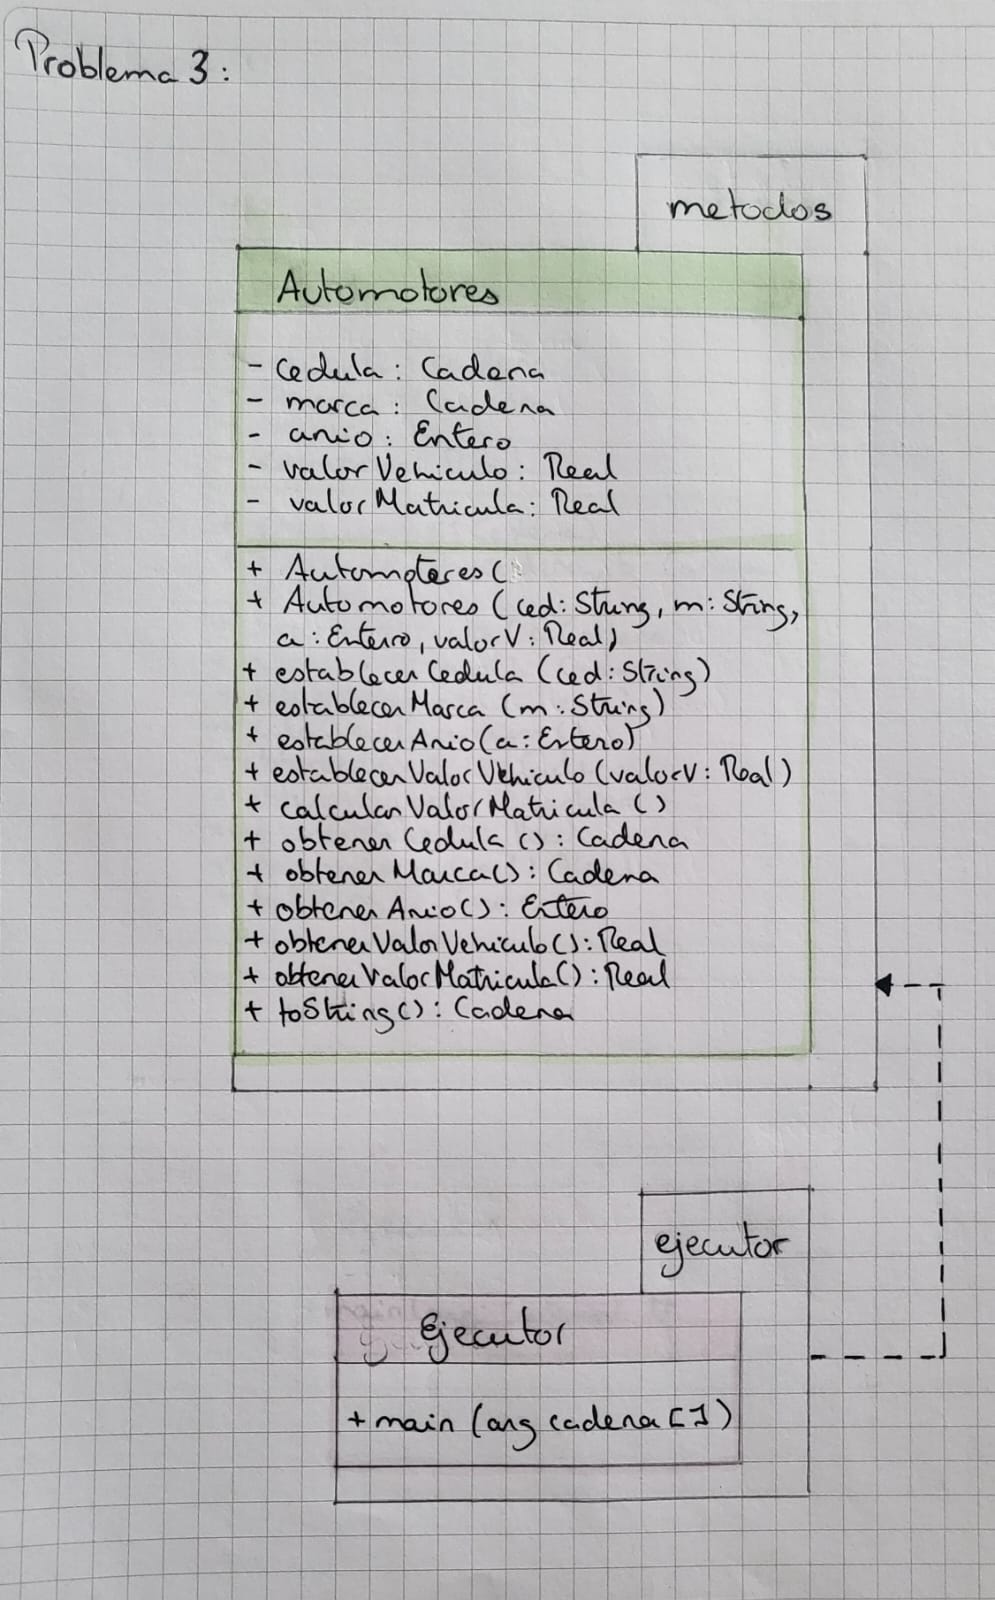 Problema 3:
metodos
Automotores
- cedula: Cadena
- marca: Cadena
- anio: Entero
- valorVehiculo: Real
- valorMatricula: Real
+ Automotores (
+ Automotores (ced: String, m: String,
a: Entero, valorV: Real)
+ establecerCedula (ced: String)
+ establecerMarca (m: String)
+ establecerAnio (a: Entero)
+ establecerValorVehiculo (valorV: Real)
+ calcularValorMatricula ()
+ obtenerCedula (): Cadena
+ obtenerMarca(): Cadena
+ obtenerAnio(): Entero
+ obtenerValorVehiculo(): Real
+ obtenerValorMatricula(): Real
+ toString(): Cadena
ejecutor
Ejecutor
+ main (arg cadena [])